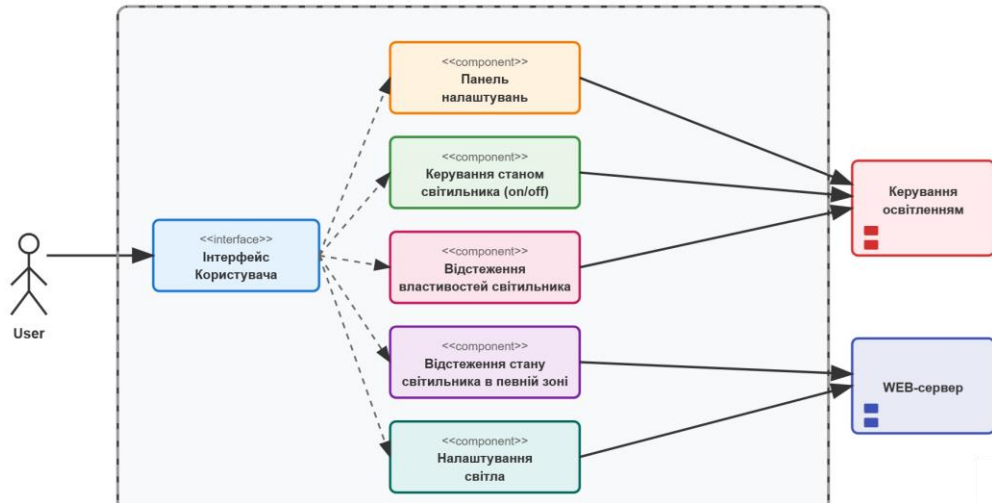 <<component>>
Панель
налаштувань
<<component>>
Керування станом
світильника (on/off)
Керування
освітленням
<<interface>>
Інтерфейс
Користувача
<<component>>
Відстеження
властивостей світильника
User
<<component>>
Відстеження стану
світильника в певній зоні
WEB-сервер
<<component>>
Налаштування
світла